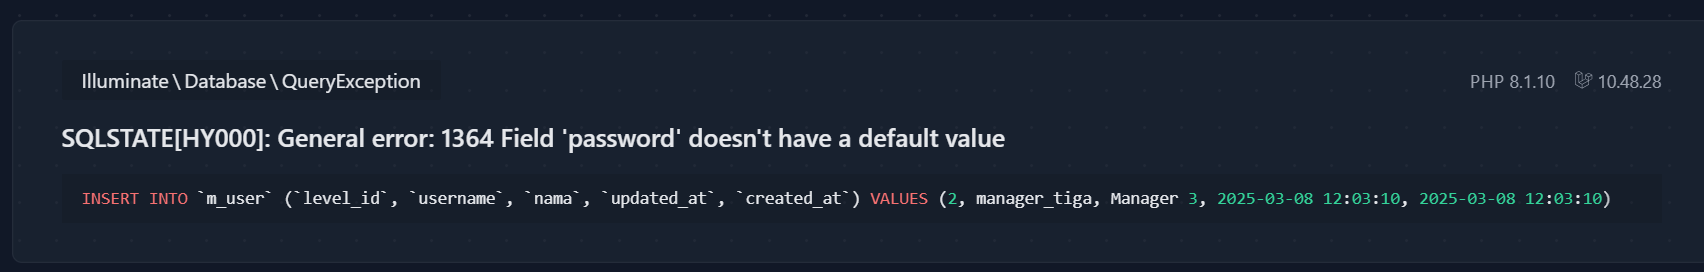 Illuminate \ Database \ QueryException
PHP 8.1.10 10.48.28
SQLSTATE[HY000]: General error: 1364 Field 'password' doesn't have a default value
INSERT INTO `m_user` (`level_id`, `username`, `nama`, `updated_at`, `created_at`) VALUES (2, manager_tiga, Manager 3, 2025-03-08 12:03:10, 2025-03-08 12:03:10)